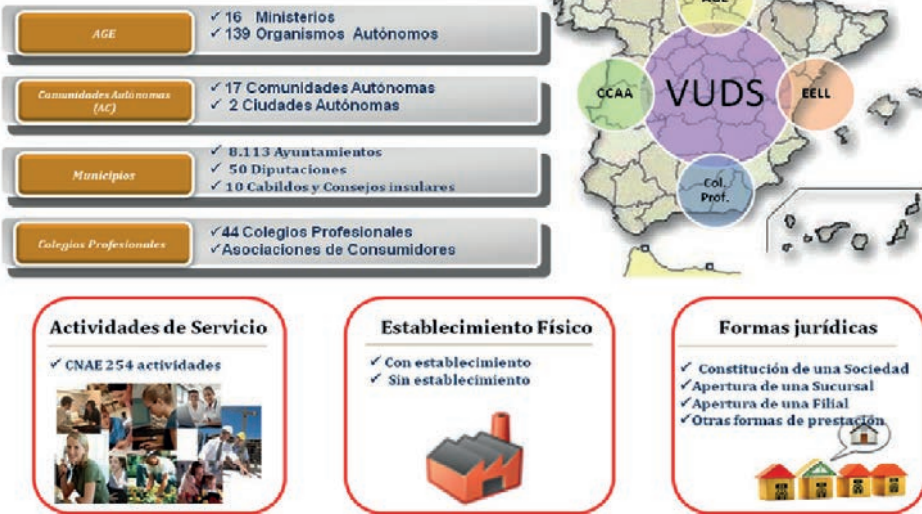 AGE
✓ 16 Ministerios
✓ 139 Organismos Autónomos
Comunidades Autónomas
(AC)
✓ 17 Comunidades Autónomas
✓ 2 Ciudades Autónomas
Municipios
✓ 8.113 Ayuntamientos
✓ 50 Diputaciones
✓ 10 Cabildos y Consejos insulares
Colegios Profesionales
✓ 44 Colegios Profesionales
✓ Asociaciones de Consumidores
AGE
CCAA
VUDS
EELL
Col.
Prof.
Actividades de Servicio
✓ CNAE 254 actividades
Establecimiento Físico
✓ Con establecimiento
✓ Sin establecimiento
Formas jurídicas
✓ Constitución de una Sociedad
✓ Apertura de una Sucursal
✓ Apertura de una Filial
✓ Otras formas de prestación